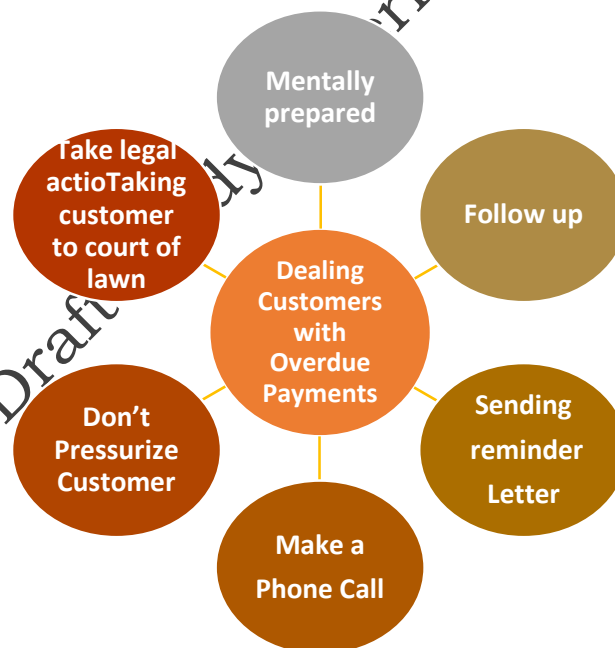 Mentally
prepared
Follow up
Sending
reminder
Letter
Make a
Phone Call
Don’t
Pressurize
Customer
Take legal
actioTaking
customer
to court of
lawn
Dealing
Customers
with
Overdue
Payments
Draft